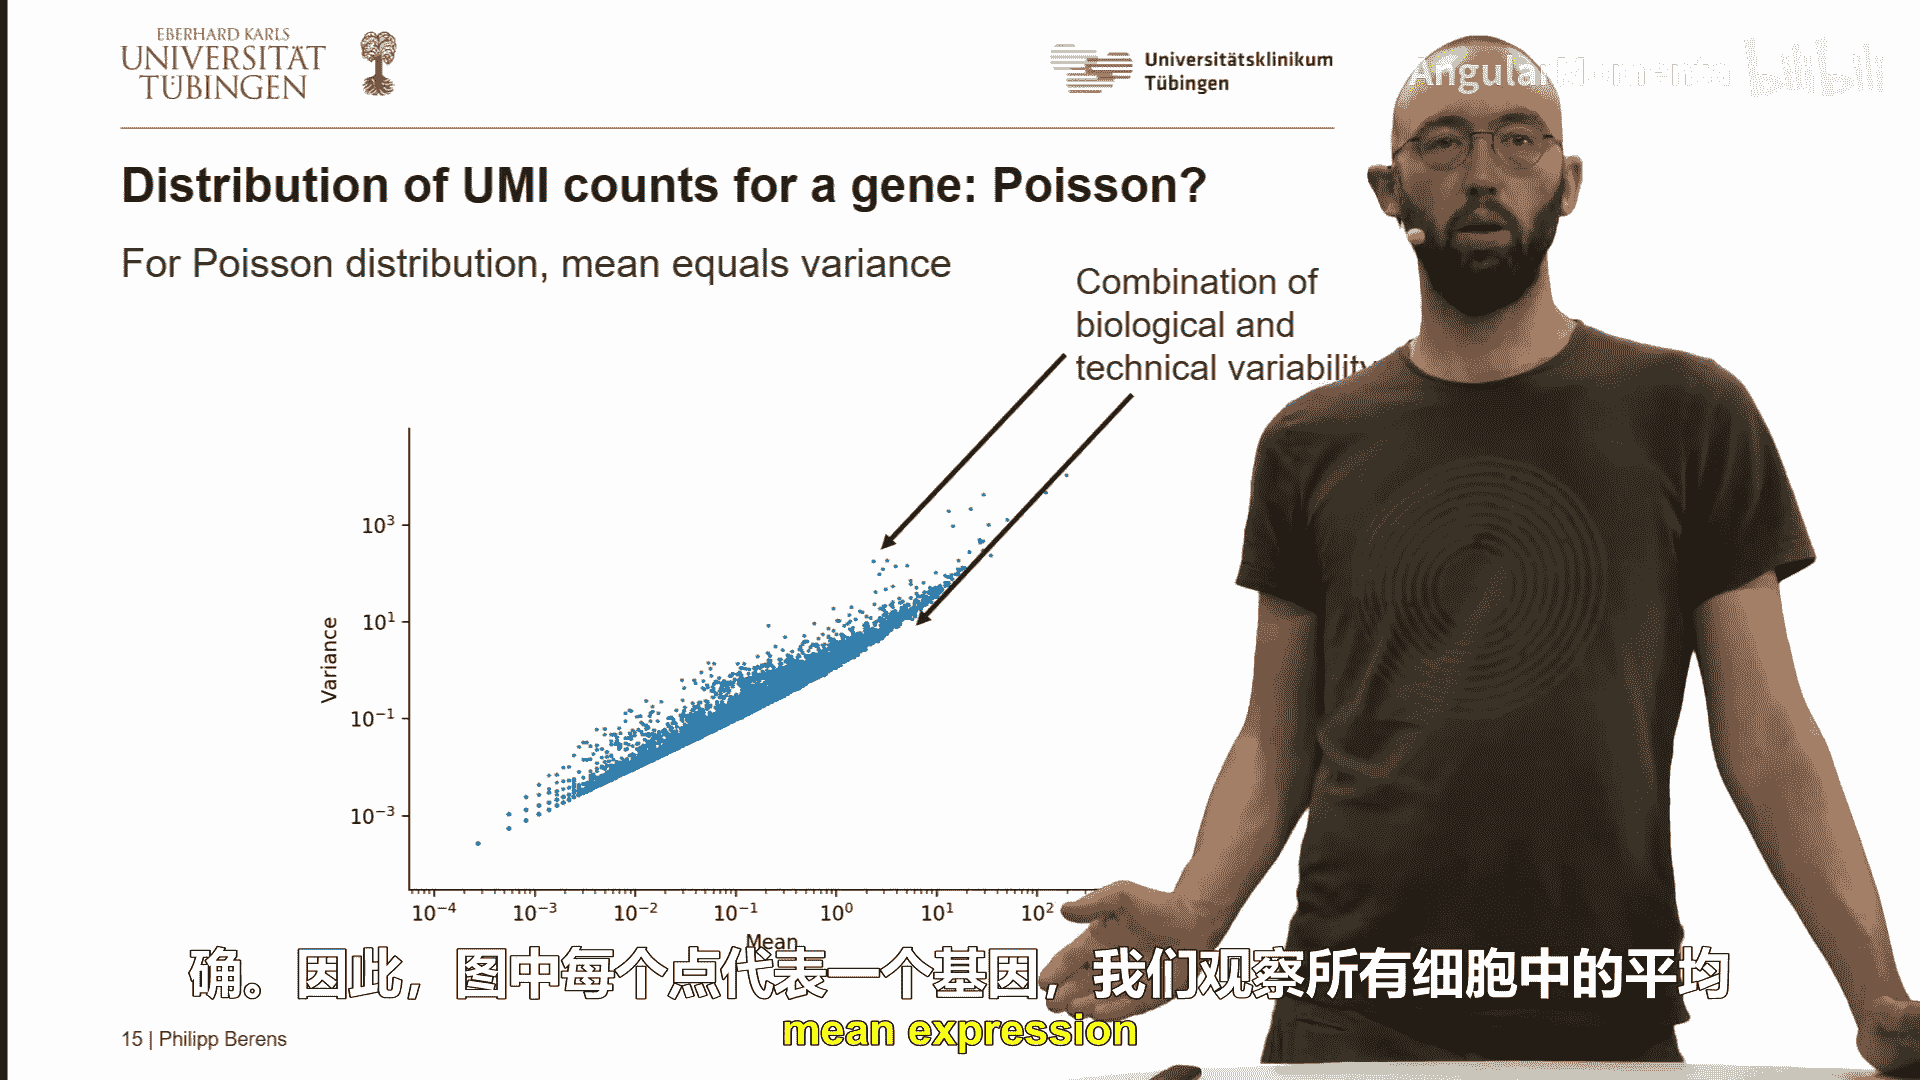 EBERHARD KARLS
UNIVERSITÄT
TÜBINGEN
Universitätsklinikum
Tübingen
AngularMomenta bilibili
Distribution of UMI counts for a gene: Poisson?
For Poisson distribution, mean equals variance
Combination of
biological and
technical variability
Variance
10³
10¹
10⁻¹
10⁻³
10⁻⁴ 10⁻³ 10⁻² 10⁻¹ 10⁰ 10¹ 10²
Mean
确。因此，图中每个点代表一个基因，我们观察所有细胞中的平均
mean expression
15 | Philipp Berens